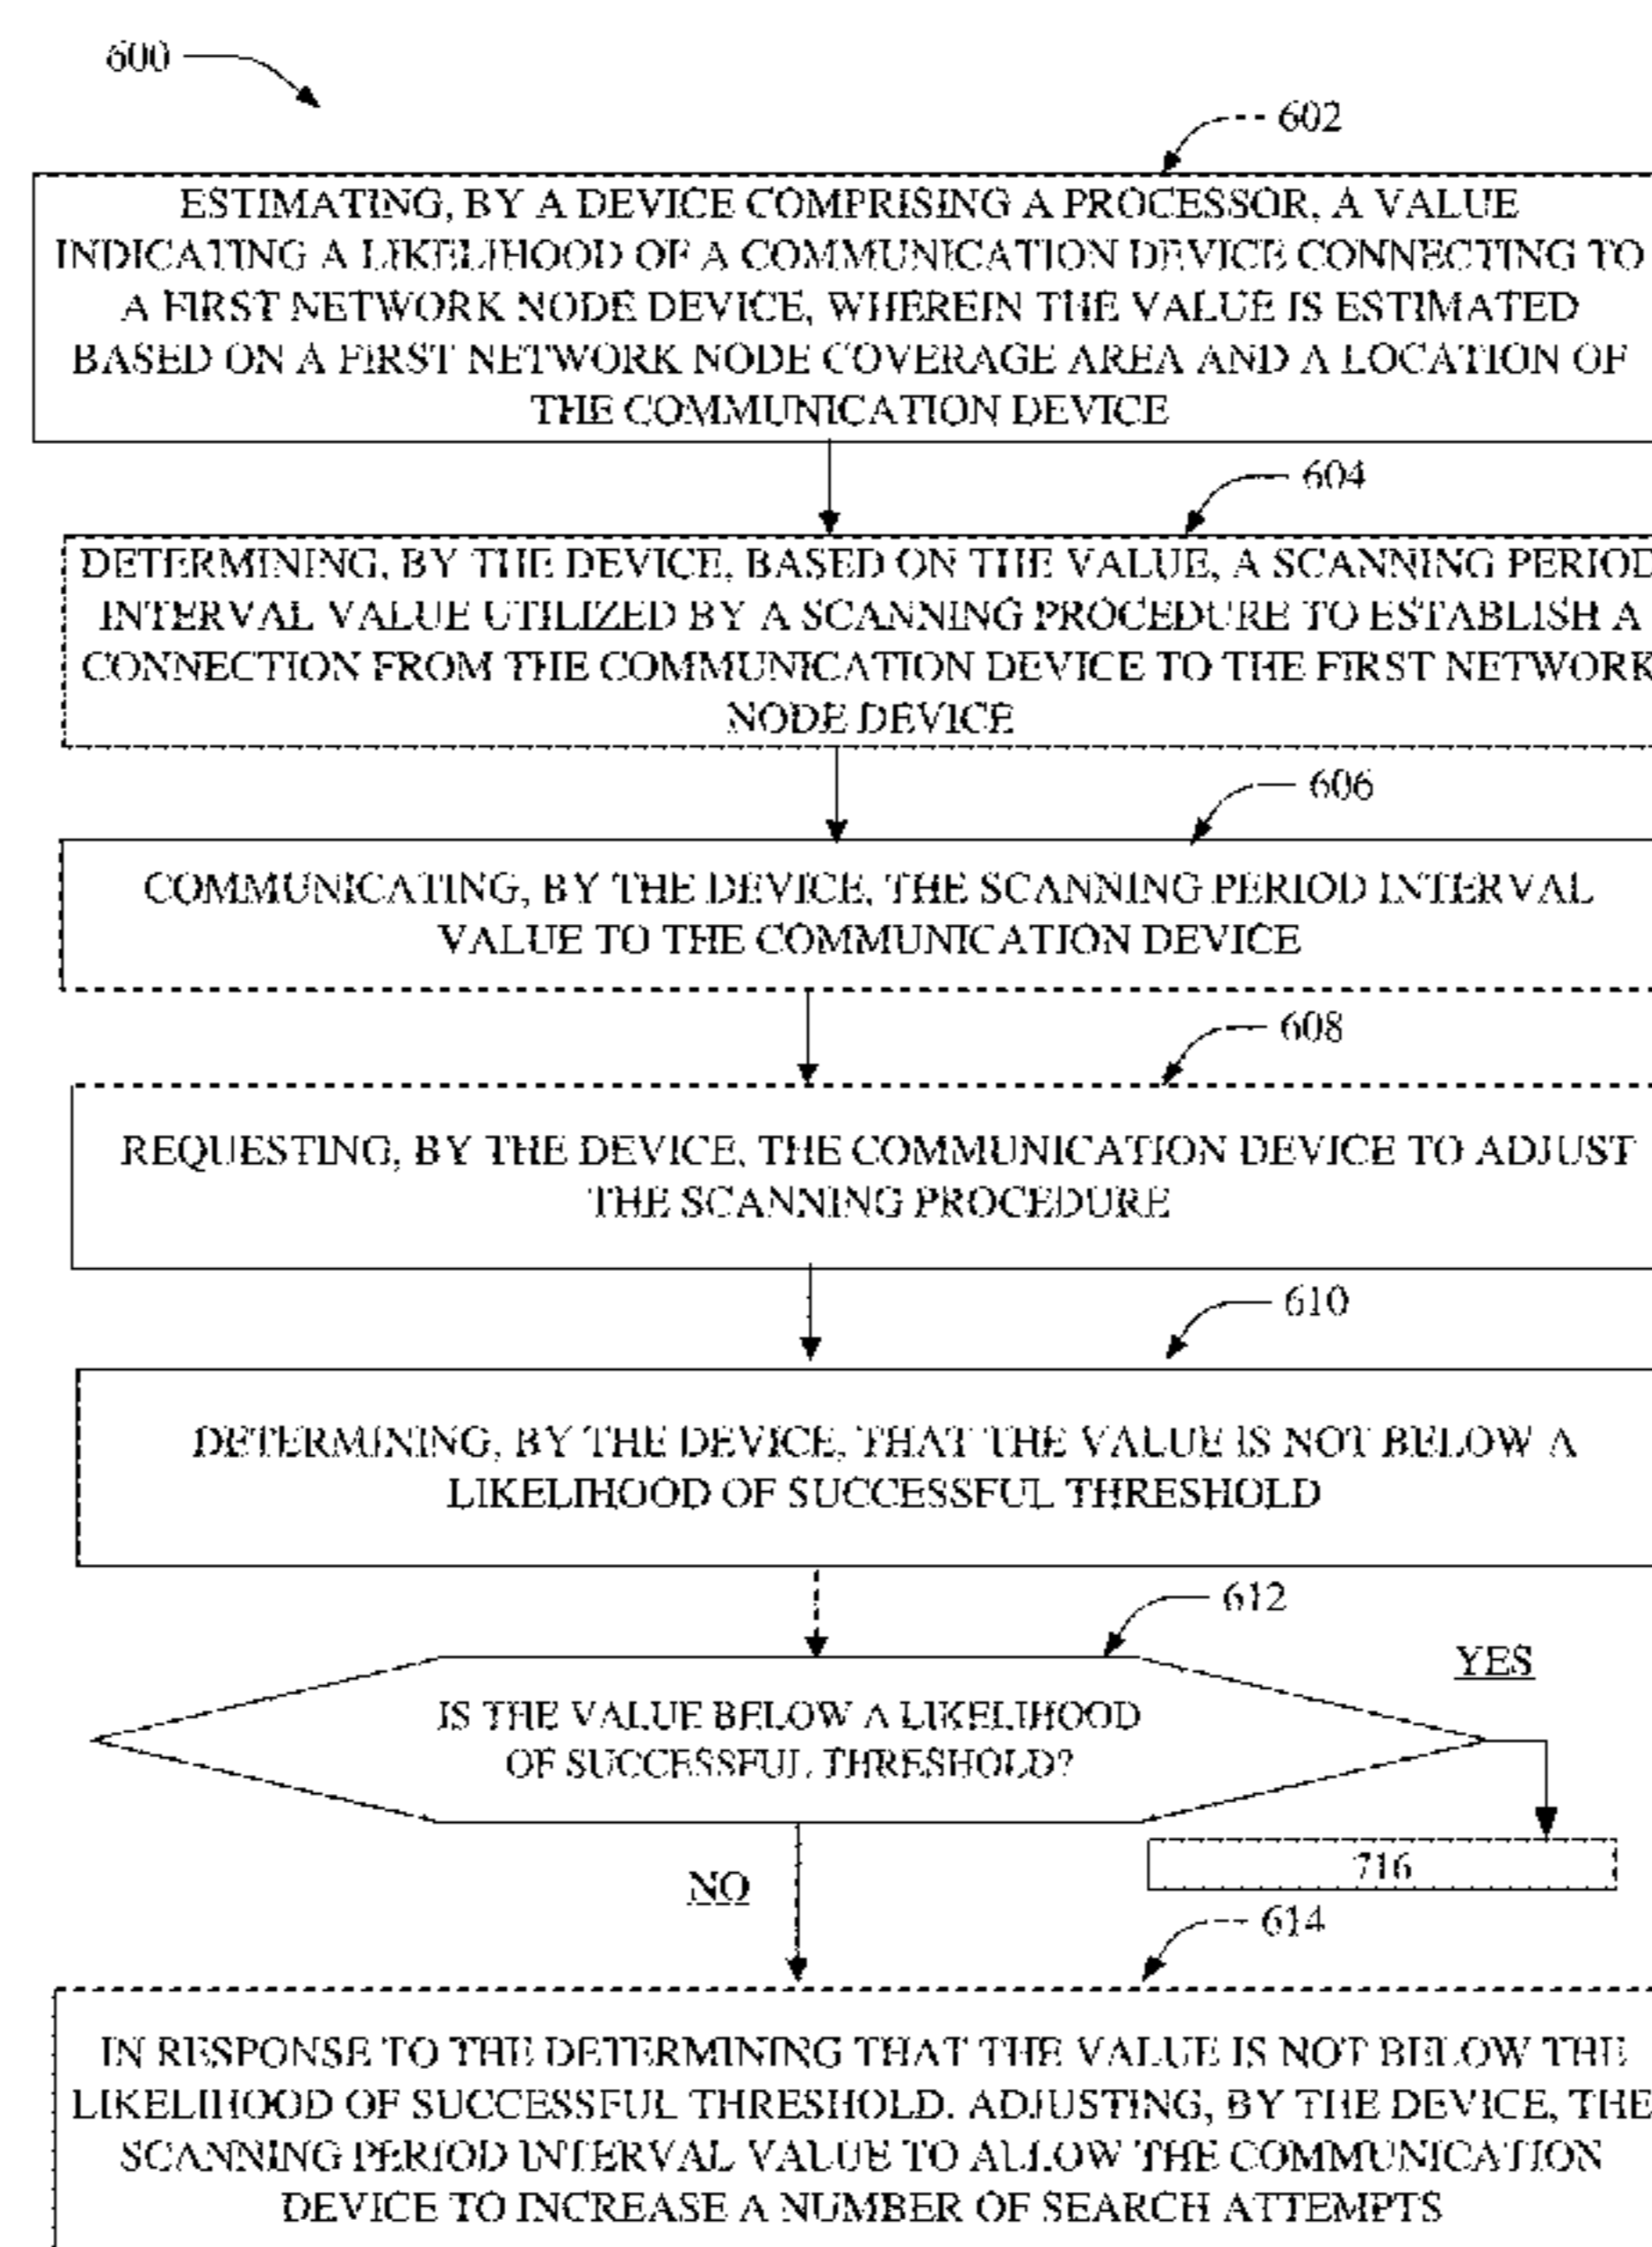 600
602
ESTIMATING, BY A DEVICE COMPRISING A PROCESSOR, A VALUE
INDICATING A LIKELIHOOD OF A COMMUNICATION DEVICE CONNECTING TO
A FIRST NETWORK NODE DEVICE, WHEREIN THE VALUE IS ESTIMATED
BASED ON A FIRST NETWORK NODE COVERAGE AREA AND A LOCATION OF
THE COMMUNICATION DEVICE
604
DETERMINING, BY THE DEVICE, BASED ON THE VALUE, A SCANNING PERIOD
INTERVAL VALUE UTILIZED BY A SCANNING PROCEDURE TO ESTABLISH A
CONNECTION FROM THE COMMUNICATION DEVICE TO THE FIRST NETWORK
NODE DEVICE
606
COMMUNICATING, BY THE DEVICE, THE SCANNING PERIOD INTERVAL
VALUE TO THE COMMUNICATION DEVICE
608
REQUESTING, BY THE DEVICE, THE COMMUNICATION DEVICE TO ADJUST
THE SCANNING PROCEDURE
610
DETERMINING, BY THE DEVICE, THAT THE VALUE IS NOT BELOW A
LIKELIHOOD OF SUCCESSFUL THRESHOLD
612
YES
IS THE VALUE BELOW A LIKELIHOOD
OF SUCCESSFUL THRESHOLD?
716
NO
614
IN RESPONSE TO THE DETERMINING THAT THE VALUE IS NOT BELOW THE
LIKELIHOOD OF SUCCESSFUL THRESHOLD, ADJUSTING, BY THE DEVICE, THE
SCANNING PERIOD INTERVAL VALUE TO ALLOW THE COMMUNICATION
DEVICE TO INCREASE A NUMBER OF SEARCH ATTEMPTS